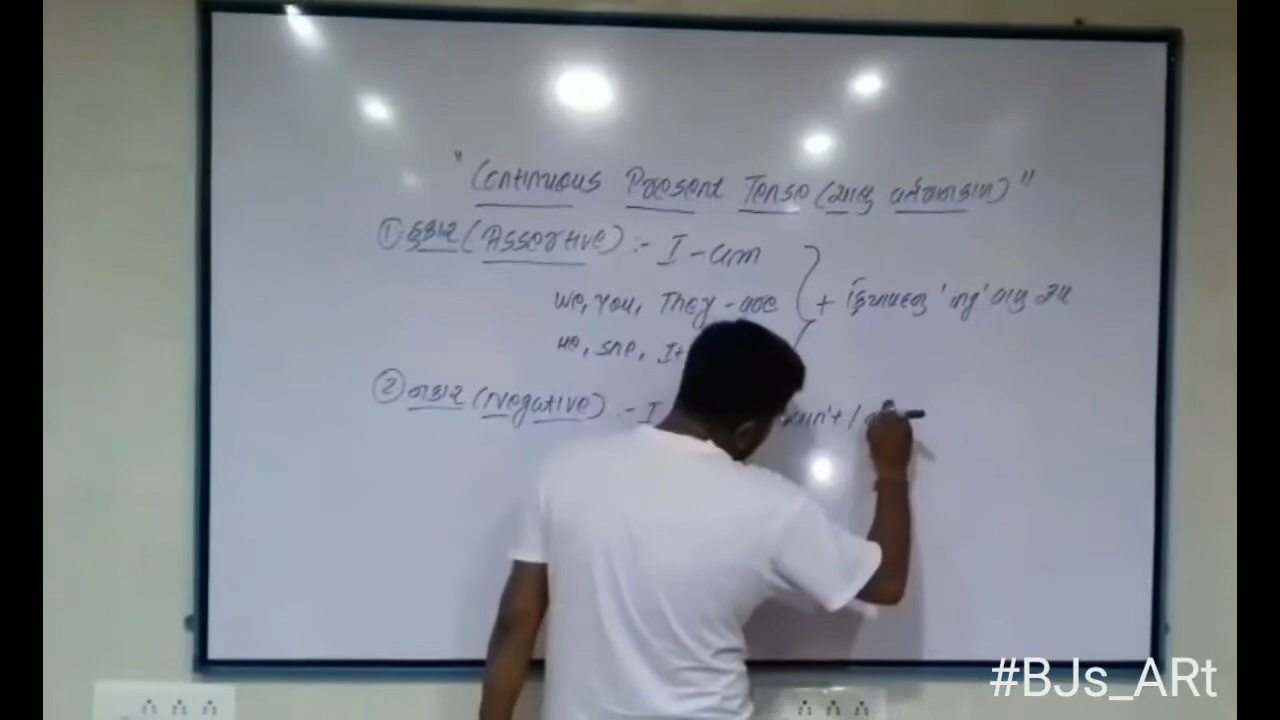 " Continuous Present Tense (ચાલુ વર્તમાનકાળ) "
① હકાર (Assertive) :- I - am
We, You, They - are + ક્રિયાપદનું 'ing' વાળું રૂપ
He, She, It
② નકાર (Negative) :- I
#BJs_ARt